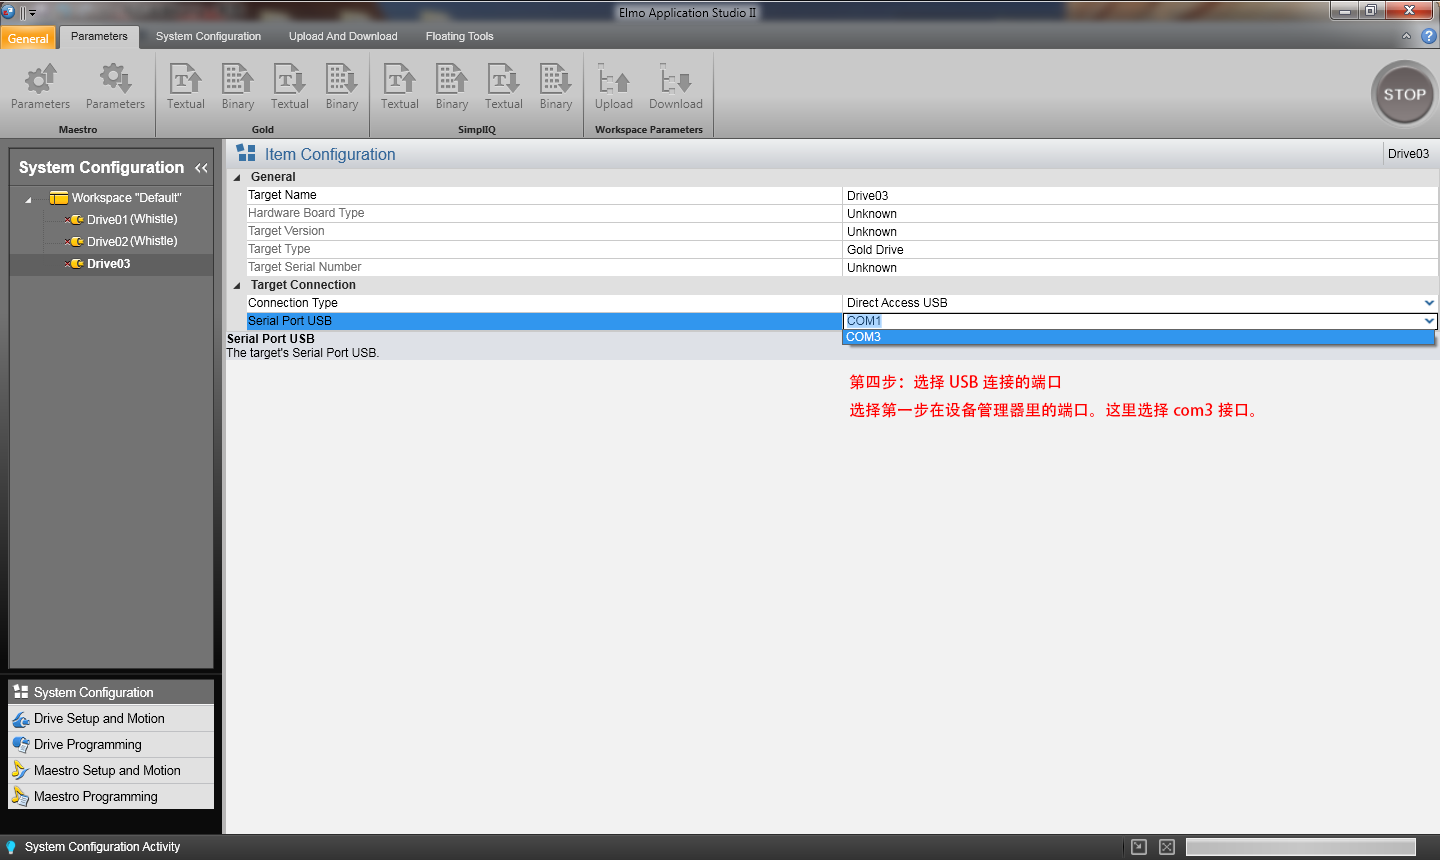 Elmo Application Studio II
General
Parameters
System Configuration
Upload And Download
Floating Tools
Parameters
Parameters
Maestro
Textual
Binary
Textual
Binary
Gold
Textual
Binary
Textual
Binary
SimplIQ
Upload
Download
Workspace Parameters
STOP
System Configuration <<
Workspace "Default"
Drive01 (Whistle)
Drive02 (Whistle)
Drive03
Item Configuration
Drive03
General
Target Name Drive03
Hardware Board Type Unknown
Target Version Unknown
Target Type Gold Drive
Target Serial Number Unknown
Target Connection
Connection Type Direct Access USB
Serial Port USB COM1
COM3
Serial Port USB
The target's Serial Port USB.
第四步：选择 USB 连接的端口
选择第一步在设备管理器里的端口。这里选择 com3 接口。
System Configuration
Drive Setup and Motion
Drive Programming
Maestro Setup and Motion
Maestro Programming
System Configuration Activity